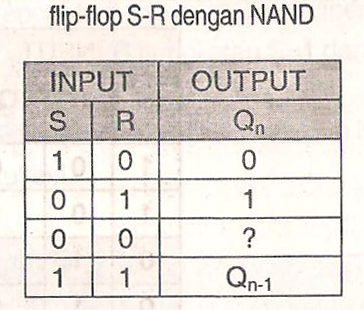 flip-flop S-R dengan NAND
INPUT OUTPUT
S R Qn
1 0 0
0 1 1
0 0 ?
1 1 Qn-1